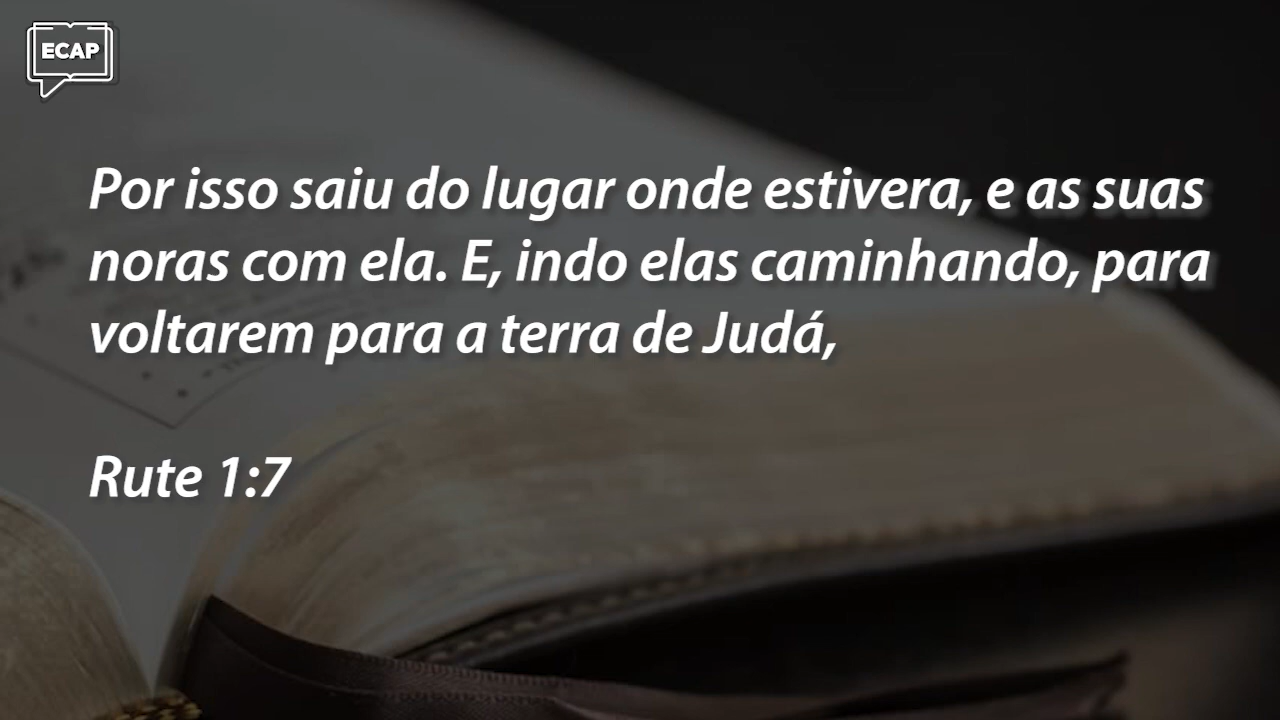 ECAP
Por isso saiu do lugar onde estivera, e as suas
noras com ela. E, indo elas caminhando, para
voltarem para a terra de Judá,
Rute 1:7